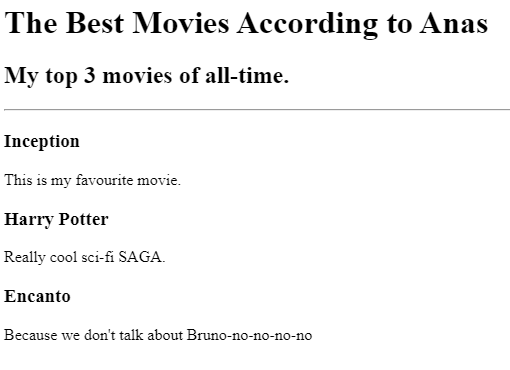 The Best Movies According to Anas
My top 3 movies of all-time.
Inception
This is my favourite movie.
Harry Potter
Really cool sci-fi SAGA.
Encanto
Because we don't talk about Bruno-no-no-no-no